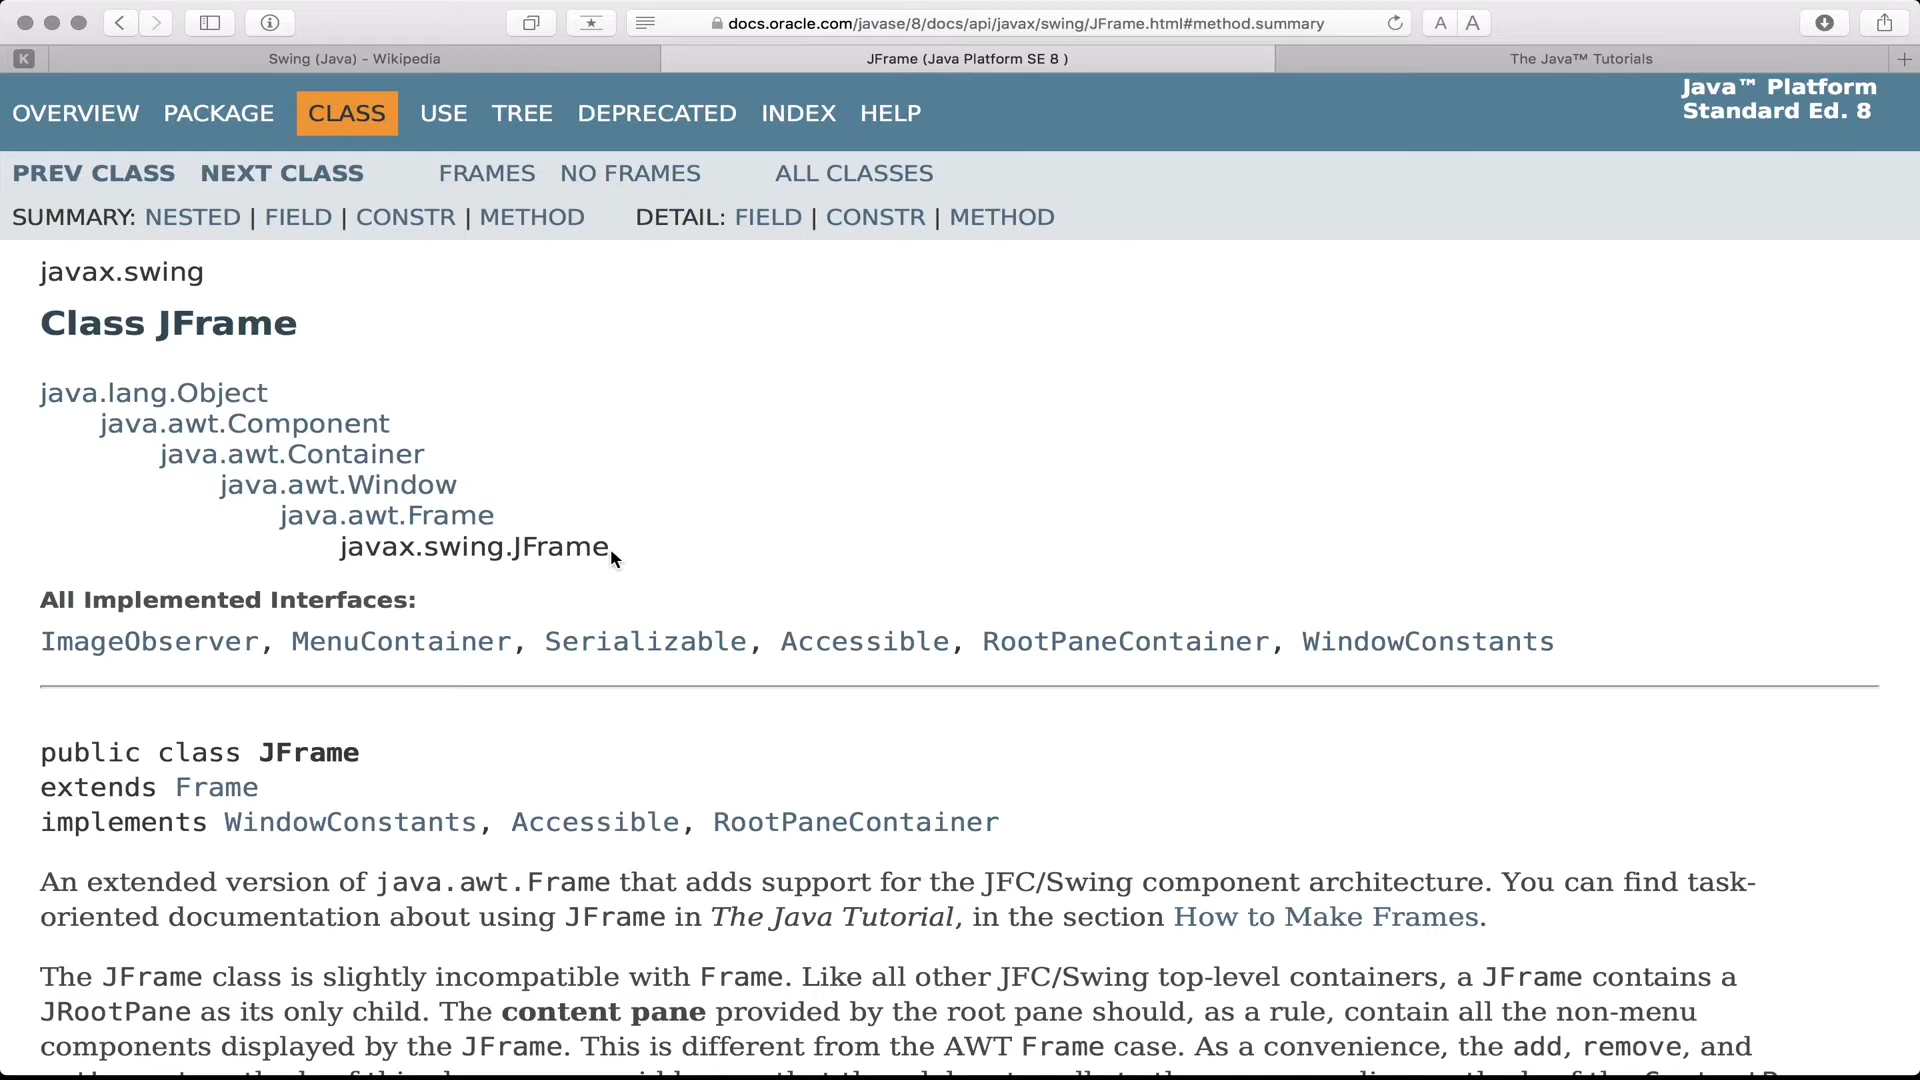 docs.oracle.com/javase/8/docs/api/javax/swing/JFrame.html#method.summary
A A
K
Swing (Java) - Wikipedia
JFrame (Java Platform SE 8 )
The Java™ Tutorials
OVERVIEW PACKAGE CLASS USE TREE DEPRECATED INDEX HELP
Java™ Platform
Standard Ed. 8
PREV CLASS NEXT CLASS FRAMES NO FRAMES ALL CLASSES
SUMMARY: NESTED | FIELD | CONSTR | METHOD DETAIL: FIELD | CONSTR | METHOD
javax.swing
Class JFrame
java.lang.Object
java.awt.Component
java.awt.Container
java.awt.Window
java.awt.Frame
javax.swing.JFrame
All Implemented Interfaces:
ImageObserver, MenuContainer, Serializable, Accessible, RootPaneContainer, WindowConstants
public class JFrame
extends Frame
implements WindowConstants, Accessible, RootPaneContainer
An extended version of java.awt.Frame that adds support for the JFC/Swing component architecture. You can find task-
oriented documentation about using JFrame in The Java Tutorial, in the section How to Make Frames.
The JFrame class is slightly incompatible with Frame. Like all other JFC/Swing top-level containers, a JFrame contains a
JRootPane as its only child. The content pane provided by the root pane should, as a rule, contain all the non-menu
components displayed by the JFrame. This is different from the AWT Frame case. As a convenience, the add, remove, and